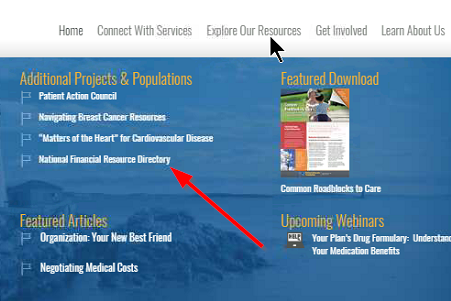 Home Connect With Services Explore Our Resources Get Involved Learn About Us
Additional Projects & Populations
Patient Action Council
Navigating Breast Cancer Resources
"Matters of the Heart" for Cardiovascular Disease
National Financial Resource Directory
Featured Download
Common Roadblocks to Care
Featured Articles
Organization: Your New Best Friend
Negotiating Medical Costs
Upcoming Webinars
Your Plan's Drug Formulary: Understand
Your Medication Benefits